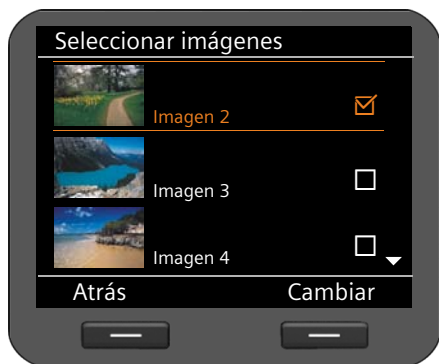 Seleccionar imágenes
Imagen 2
Imagen 3
Imagen 4
Atrás Cambiar